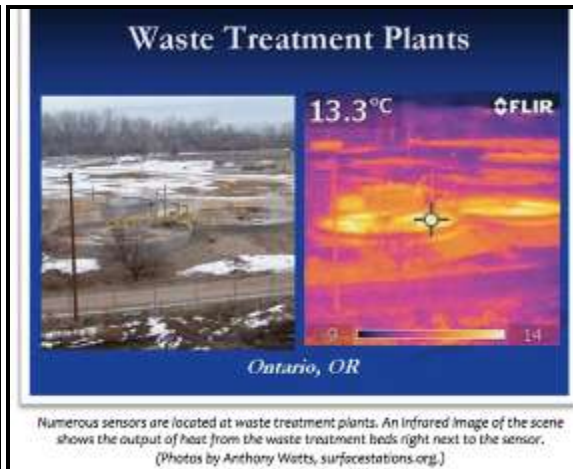 Waste Treatment Plants
13.3°C
FLIR
14
Ontario, OR
Numerous sensors are located at waste treatment plants. An Infrared Image of the scene
shows the output of heat from the waste treatment beds right next to the sensor.
(Photos by Anthony Watts, surfacestations.org.)